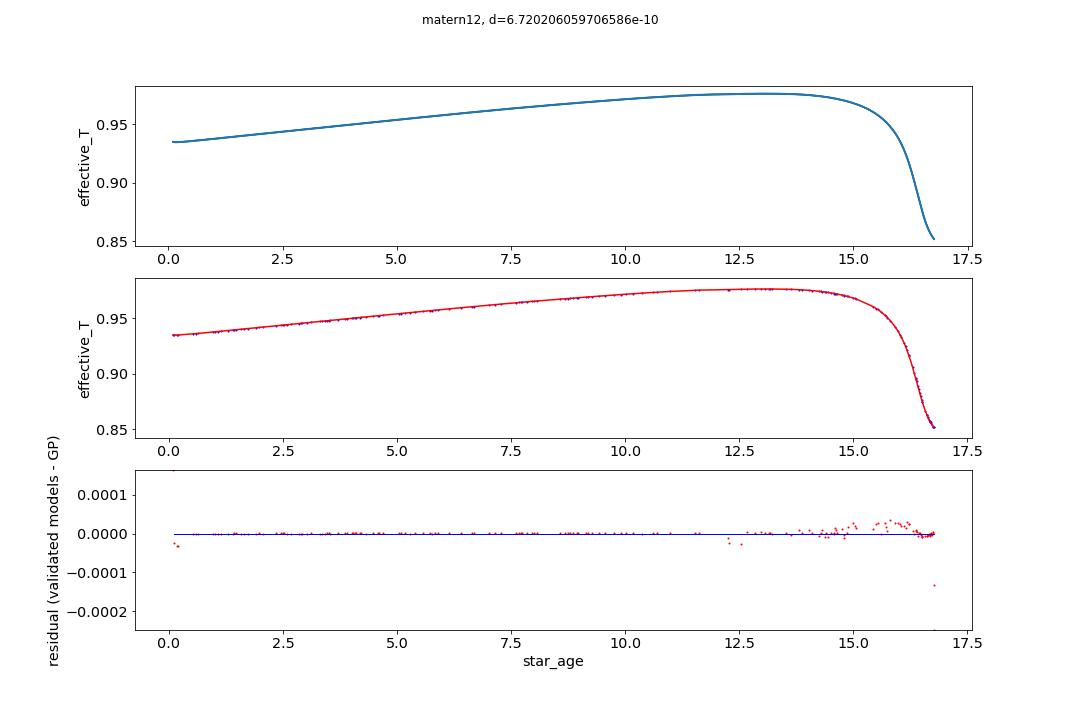 matern12, d=6.720206059706586e-10
effective_T
0.95
0.90
0.85
0.0 2.5 5.0 7.5 10.0 12.5 15.0 17.5
effective_T
0.95
0.90
0.85
0.0 2.5 5.0 7.5 10.0 12.5 15.0 17.5
residual (validated models - GP)
0.0001
0.0000
−0.0001
−0.0002
0.0 2.5 5.0 7.5 10.0 12.5 15.0 17.5
star_age